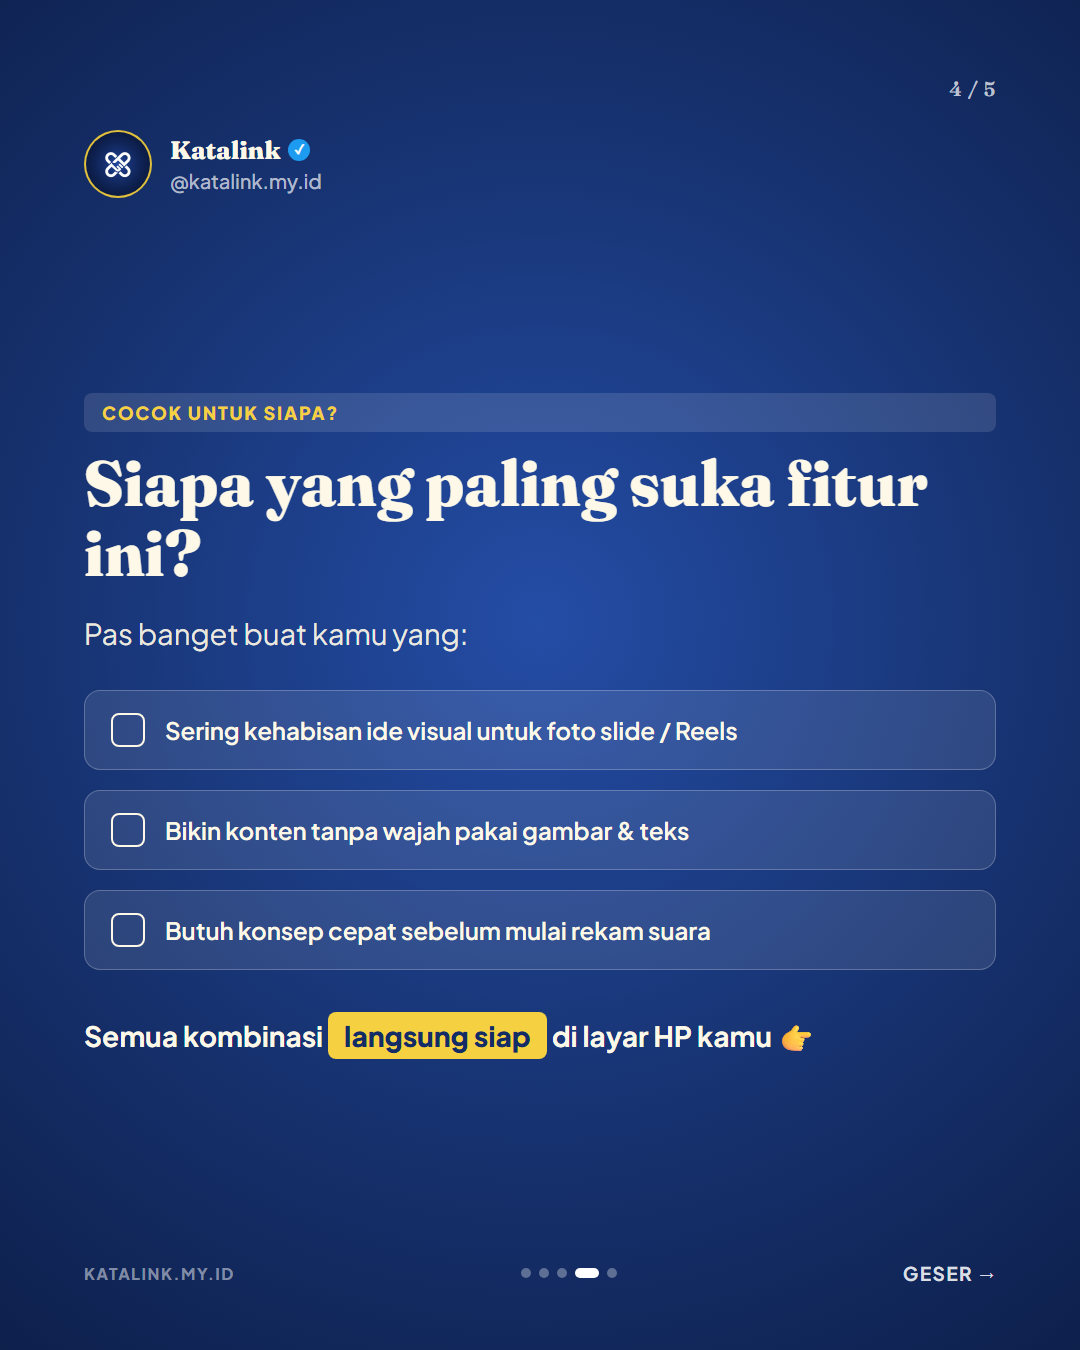 4 / 5
Katalink
@katalink.my.id
COCOK UNTUK SIAPA?
Siapa yang paling suka fitur
ini?
Pas banget buat kamu yang:
Sering kehabisan ide visual untuk foto slide / Reels
Bikin konten tanpa wajah pakai gambar & teks
Butuh konsep cepat sebelum mulai rekam suara
Semua kombinasi langsung siap di layar HP kamu 👉
KATALINK.MY.ID
GESER →